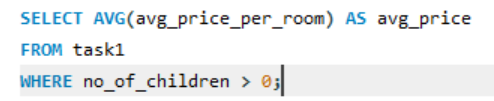 SELECT AVG(avg_price_per_room) AS avg_price
FROM task1
WHERE no_of_children > 0;